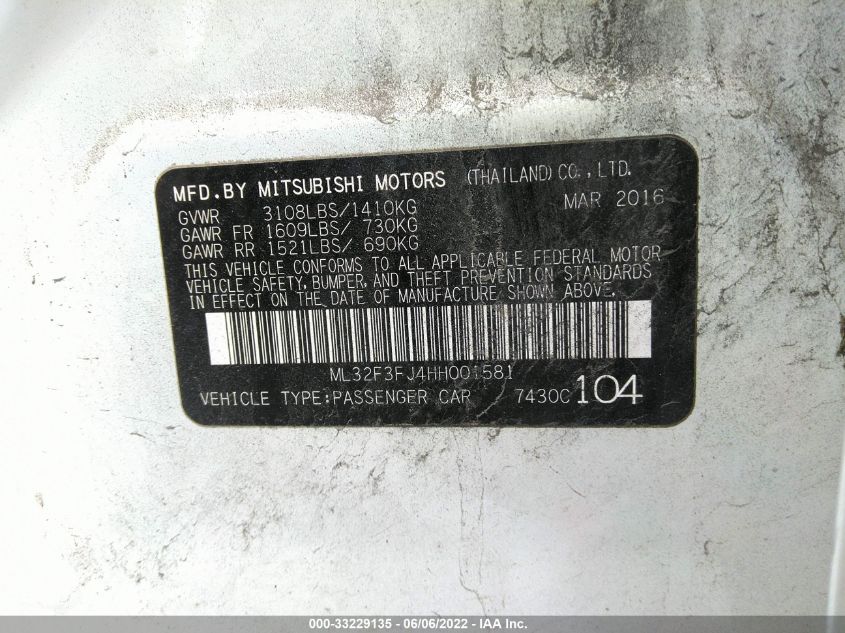 MFD.BY MITSUBISHI MOTORS (THAILAND) CO., LTD.
GVWR 3108LBS/1410KG MAR 2016
GAWR FR 1609LBS/ 730KG
GAWR RR 1521LBS/ 690KG
THIS VEHICLE CONFORMS TO ALL APPLICABLE FEDERAL MOTOR
VEHICLE SAFETY, BUMPER, AND THEFT PREVENTION STANDARDS
IN EFFECT ON THE DATE OF MANUFACTURE SHOWN ABOVE.
ML32F3FJ4HH001581
VEHICLE TYPE:PASSENGER CAR 7430C 104
000-33229135 - 06/06/2022 - IAAI.com